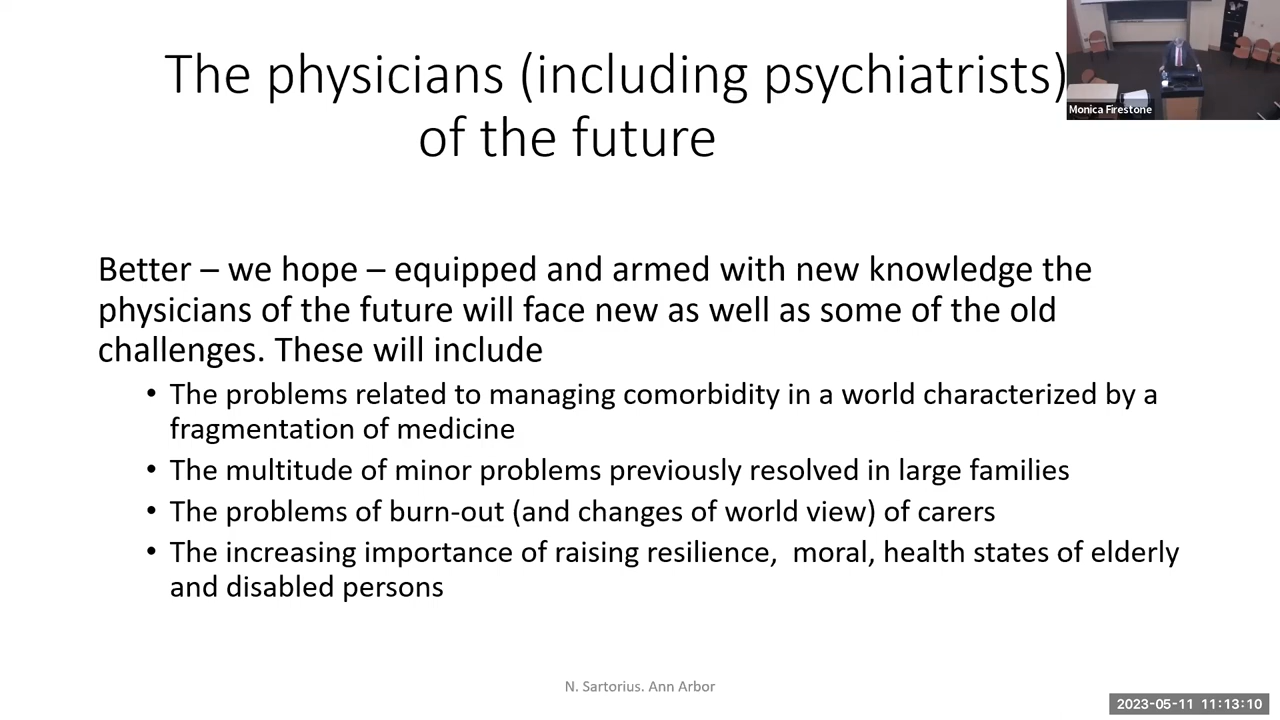 The physicians (including psychiatrists)
of the future
Monica Firestone
Better – we hope – equipped and armed with new knowledge the
physicians of the future will face new as well as some of the old
challenges. These will include
• The problems related to managing comorbidity in a world characterized by a
fragmentation of medicine
• The multitude of minor problems previously resolved in large families
• The problems of burn-out (and changes of world view) of carers
• The increasing importance of raising resilience,  moral, health states of elderly
and disabled persons
N. Sartorius. Ann Arbor
2023-05-11 11:13:10